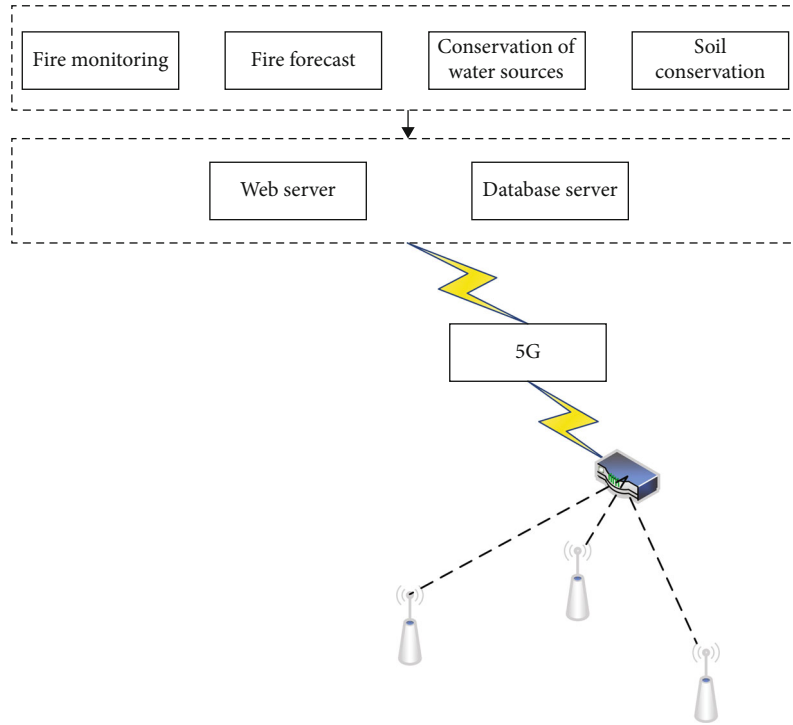 Fire monitoring
Fire forecast
Conservation of
water sources
Soil
conservation
Web server
Database server
5G